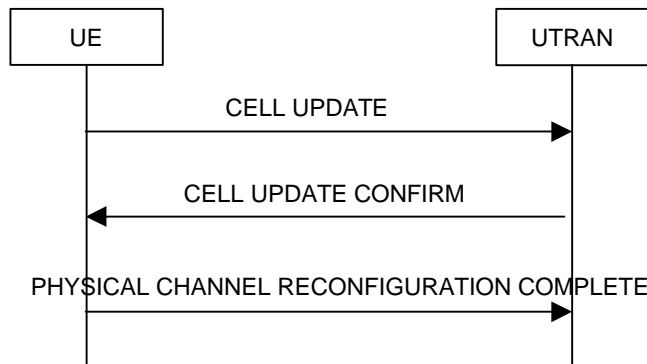 UE
UTRAN
CELL UPDATE
CELL UPDATE CONFIRM
PHYSICAL CHANNEL RECONFIGURATION COMPLETE